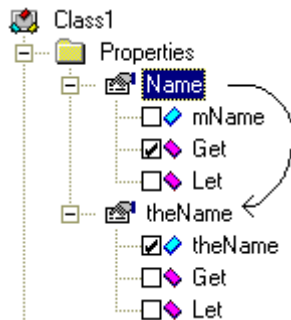 Class1
Properties
Name
mName
Get
Let
theName
theName
Get
Let